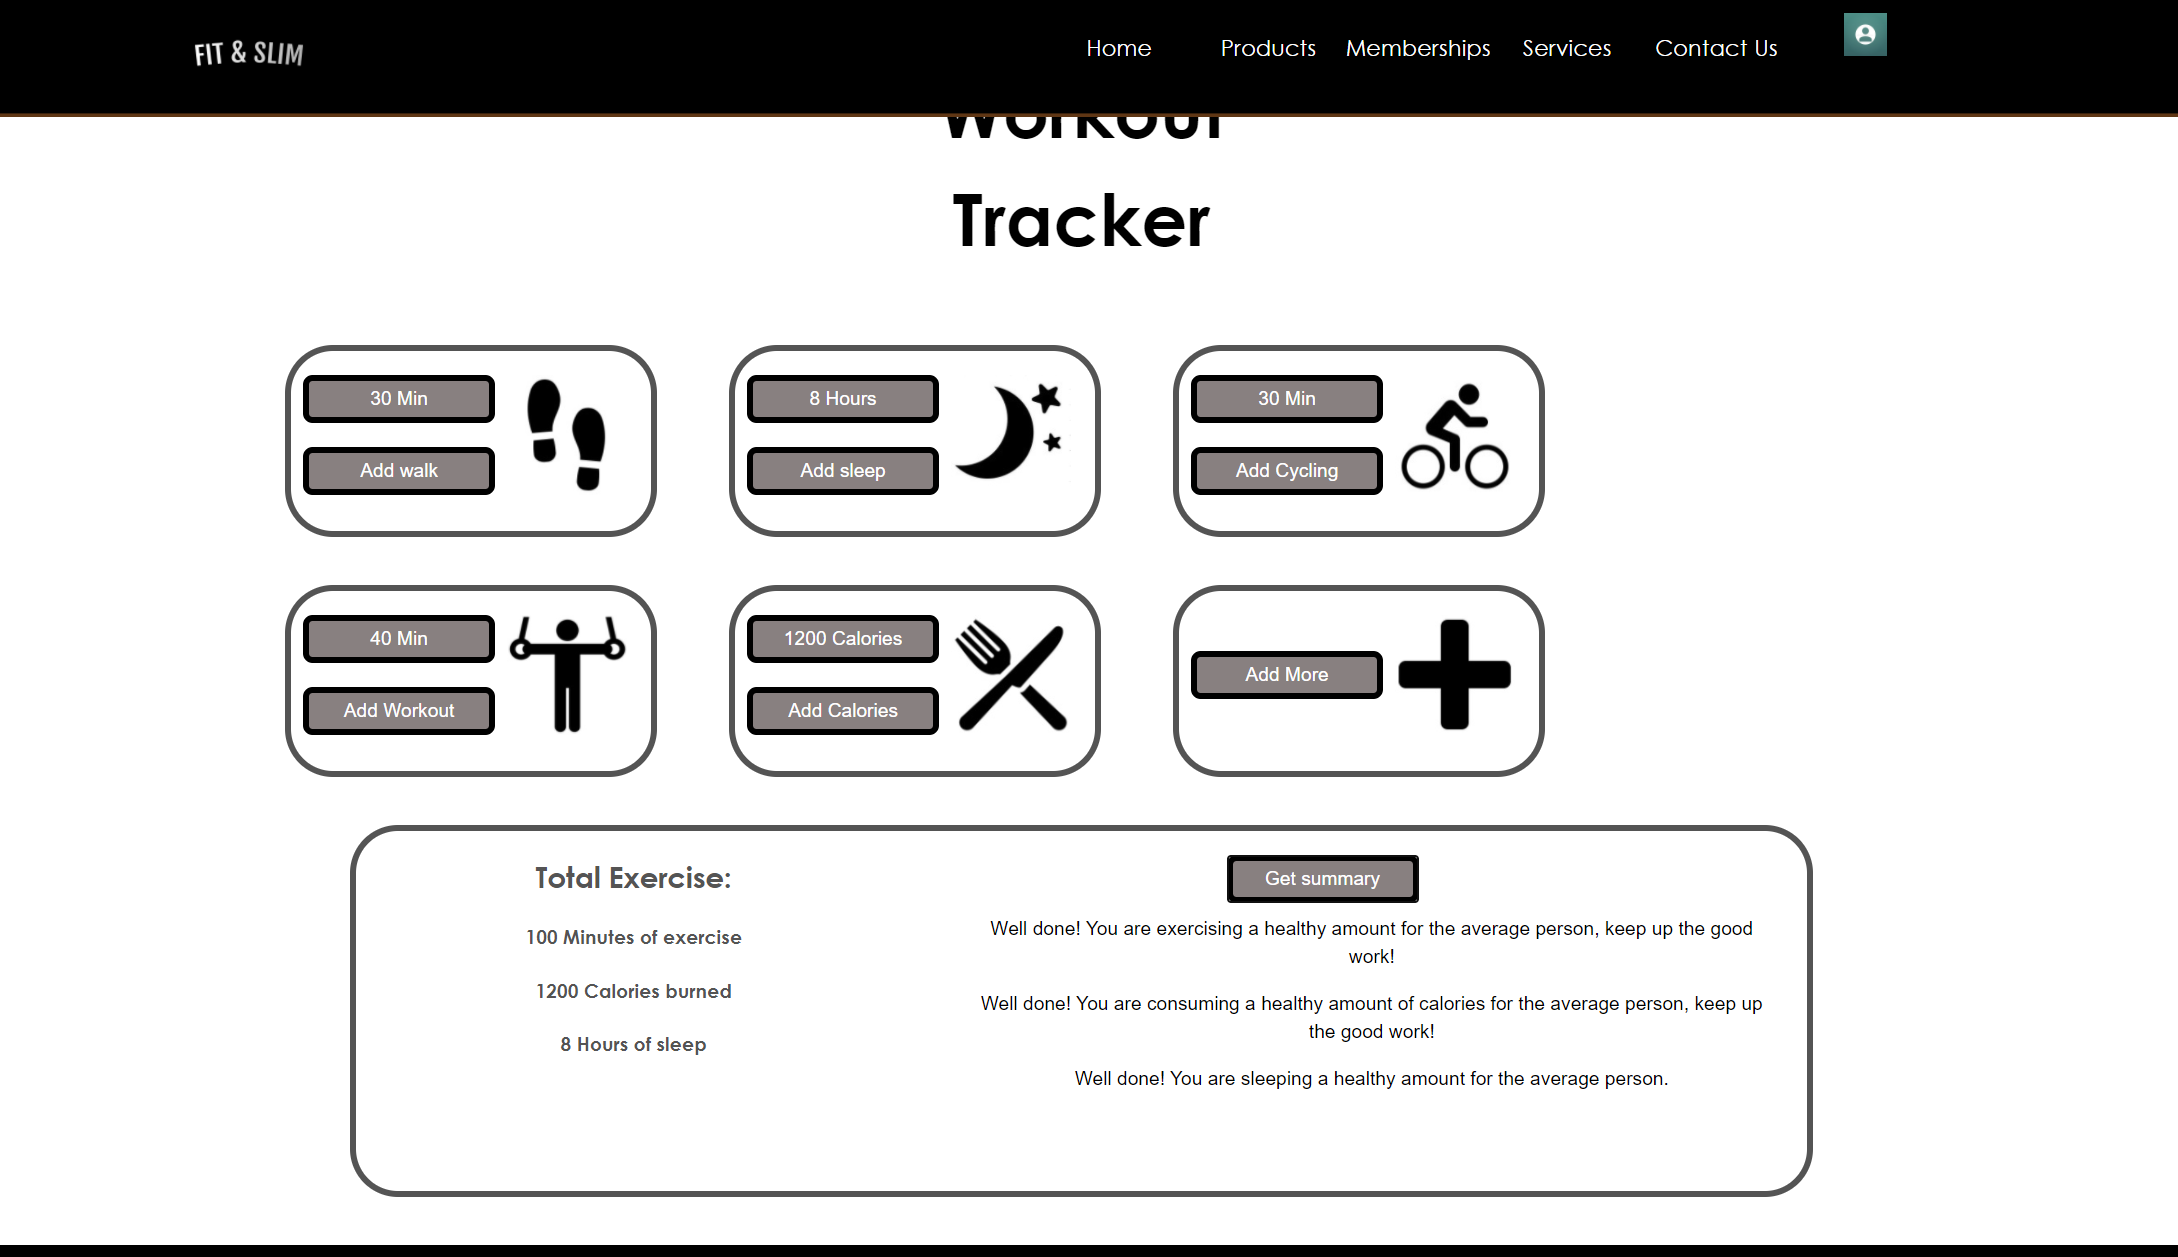 FIT & SLIM
Home
Products
Memberships
Services
Contact Us
Workout
Tracker
30 Min
Add walk
8 Hours
Add sleep
30 Min
Add Cycling
40 Min
Add Workout
1200 Calories
Add Calories
Add More
Total Exercise:
100 Minutes of exercise
1200 Calories burned
8 Hours of sleep
Get summary
Well done! You are exercising a healthy amount for the average person, keep up the good
work!
Well done! You are consuming a healthy amount of calories for the average person, keep up
the good work!
Well done! You are sleeping a healthy amount for the average person.